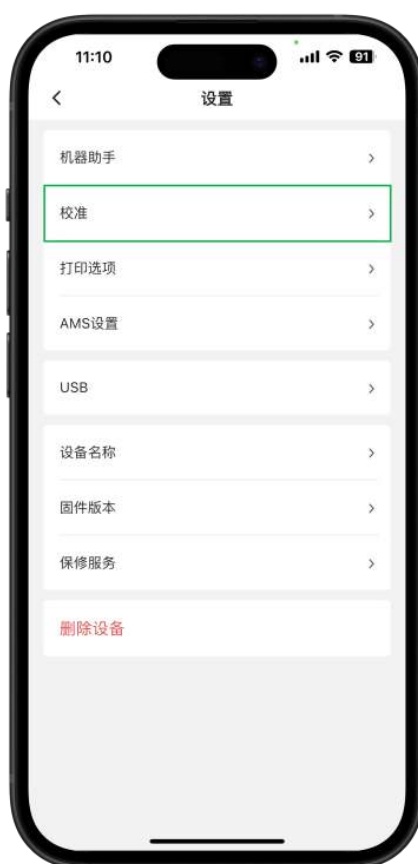 11:10
91
设置
机器助手
校准
打印选项
AMS设置
USB
设备名称
固件版本
保修服务
删除设备